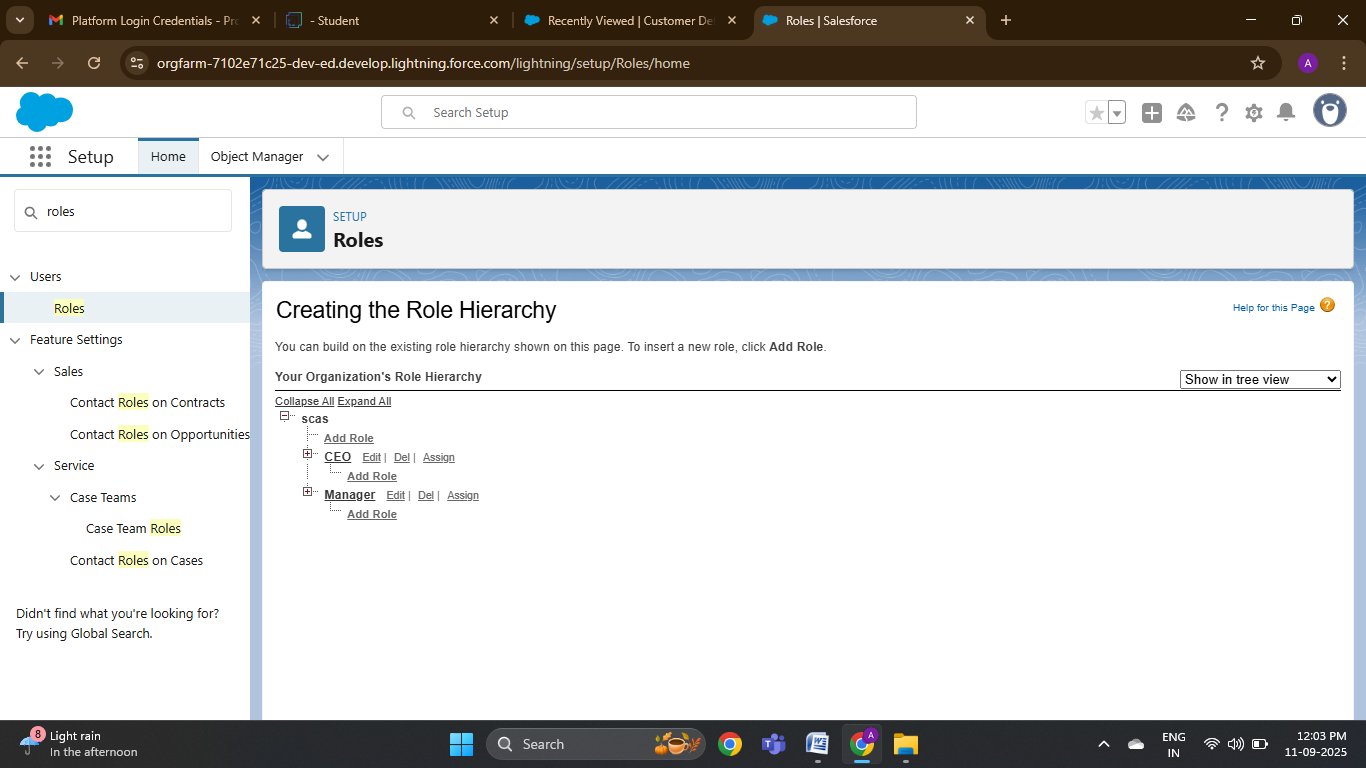 Platform Login Credentials - Pro
- Student
Recently Viewed | Customer De
Roles | Salesforce
orgfarm-7102e71c25-dev-ed.develop.lightning.force.com/lightning/setup/Roles/home
A
Search Setup
Setup
Home
Object Manager
roles
Users
Roles
Feature Settings
Sales
Contact Roles on Contracts
Contact Roles on Opportunities
Service
Case Teams
Case Team Roles
Contact Roles on Cases
Didn't find what you're looking for?
Try using Global Search.
SETUP
Roles
Creating the Role Hierarchy
Help for this Page ?
You can build on the existing role hierarchy shown on this page. To insert a new role, click Add Role.
Your Organization's Role Hierarchy
Show in tree view
Collapse All Expand All
scas
Add Role
CEO Edit | Del | Assign
Add Role
Manager Edit | Del | Assign
Add Role
8
Light rain
In the afternoon
Search
A
ENG
IN
12:03 PM
11-09-2025